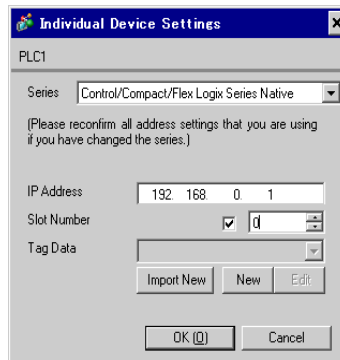 Individual Device Settings
PLC1
Series Control/Compact/Flex Logix Series Native
(Please reconfirm all address settings that you are using
if you have changed the series.)
IP Address 192. 168. 0. 1
Slot Number 0
Tag Data
Import New New Edit
OK (O) Cancel